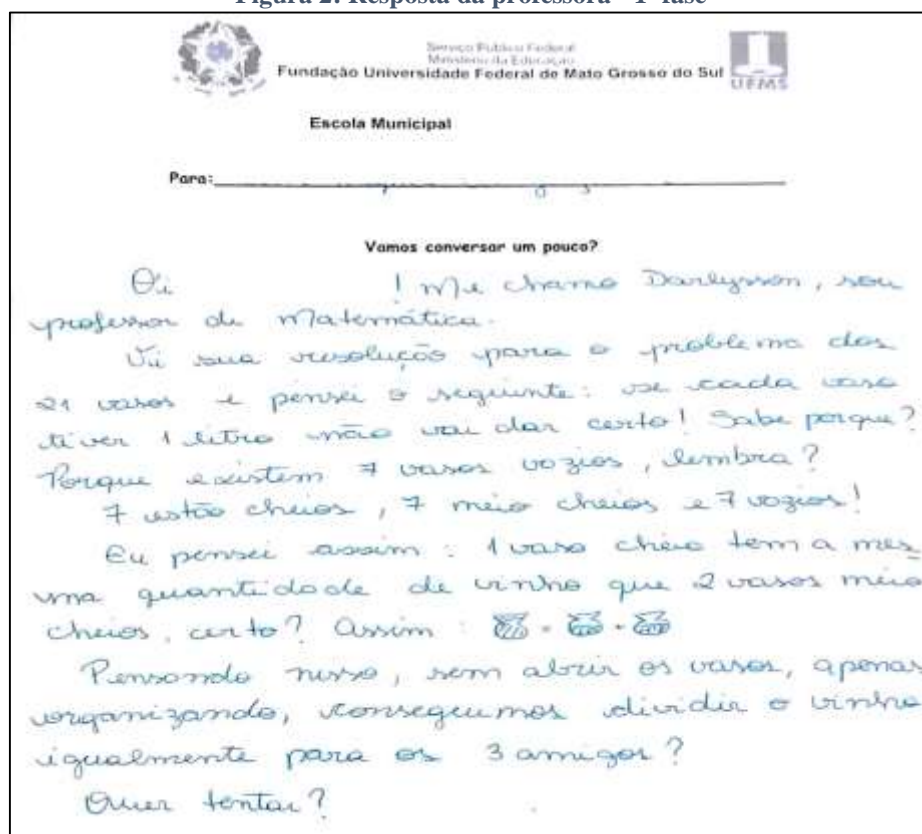 Figura 2: Resposta da professora - 1ª fase
Serviço Público Federal
Ministério da Educação
Fundação Universidade Federal de Mato Grosso do Sul
UFMS
Escola Municipal
Para:
Vamos conversar um pouco?
Oi ! Me chamo Darlysson, sou
professor de Matemática.
Vi sua resolução para o problema dos
21 vasos e pensei o seguinte: se cada vaso
tiver 1 litro não vai dar certo! Sabe porque?
Porque existem 7 vasos vazios, lembra?
7 estão cheios, 7 meio cheios e 7 vazios!
Eu pensei assim: 1 vaso cheio tem a mes
ma quantidade de vinho que 2 vasos meio
cheios, certo? Assim:
Pensando nisso, sem abrir os vasos, apenas
organizando, conseguimos dividir o vinho
igualmente para os 3 amigos?
Quer tentar?